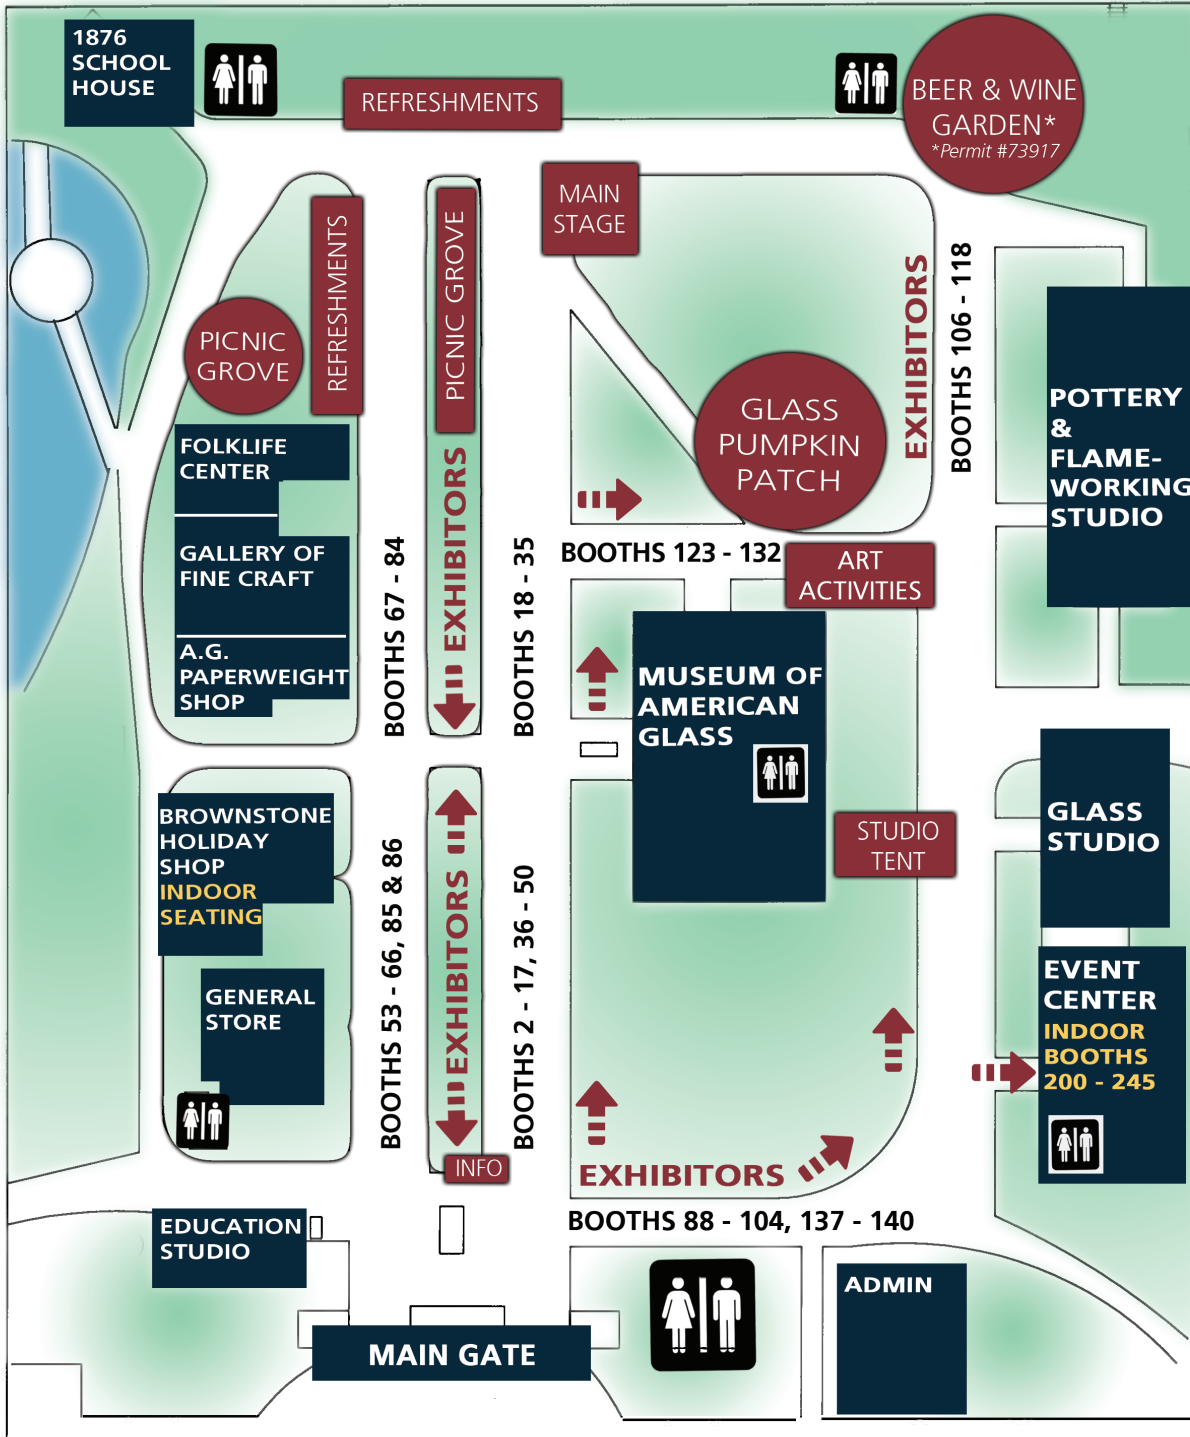 1876
SCHOOL
HOUSE
REFRESHMENTS
BEER & WINE
GARDEN*
*Permit #73917
MAIN
STAGE
REFRESHMENTS
PICNIC GROVE
PICNIC
GROVE
EXHIBITORS
BOOTHS 106 - 118
GLASS
PUMPKIN
PATCH
POTTERY
&
FLAME-
WORKING
STUDIO
FOLKLIFE
CENTER
GALLERY OF
FINE CRAFT
A.G.
PAPERWEIGHT
SHOP
BOOTHS 67 - 84
EXHIBITORS
BOOTHS 18 - 35
BOOTHS 123 - 132
ART
ACTIVITIES
MUSEUM OF
AMERICAN
GLASS
BROWNSTONE
HOLIDAY
SHOP
INDOOR
SEATING
GENERAL
STORE
BOOTHS 53 - 66, 85 & 86
EXHIBITORS
BOOTHS 2 - 17, 36 - 50
STUDIO
TENT
GLASS
STUDIO
EVENT
CENTER
INDOOR
BOOTHS
200 - 245
INFO
EXHIBITORS
BOOTHS 88 - 104, 137 - 140
EDUCATION
STUDIO
ADMIN
MAIN GATE